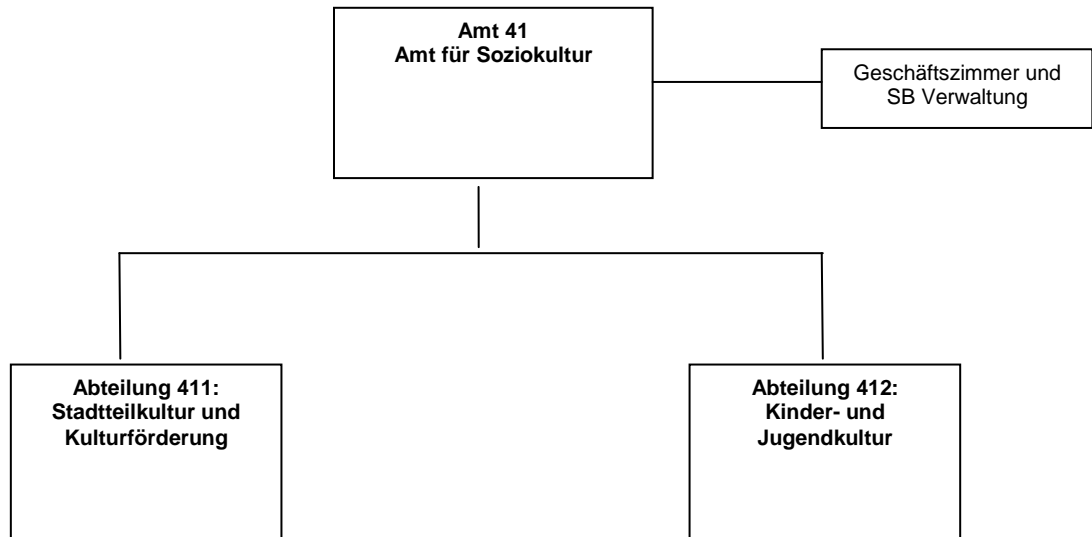 Amt 41
Amt für Soziokultur
Geschäftszimmer und
SB Verwaltung
Abteilung 411:
Stadtteilkultur und
Kulturförderung
Abteilung 412:
Kinder- und
Jugendkultur